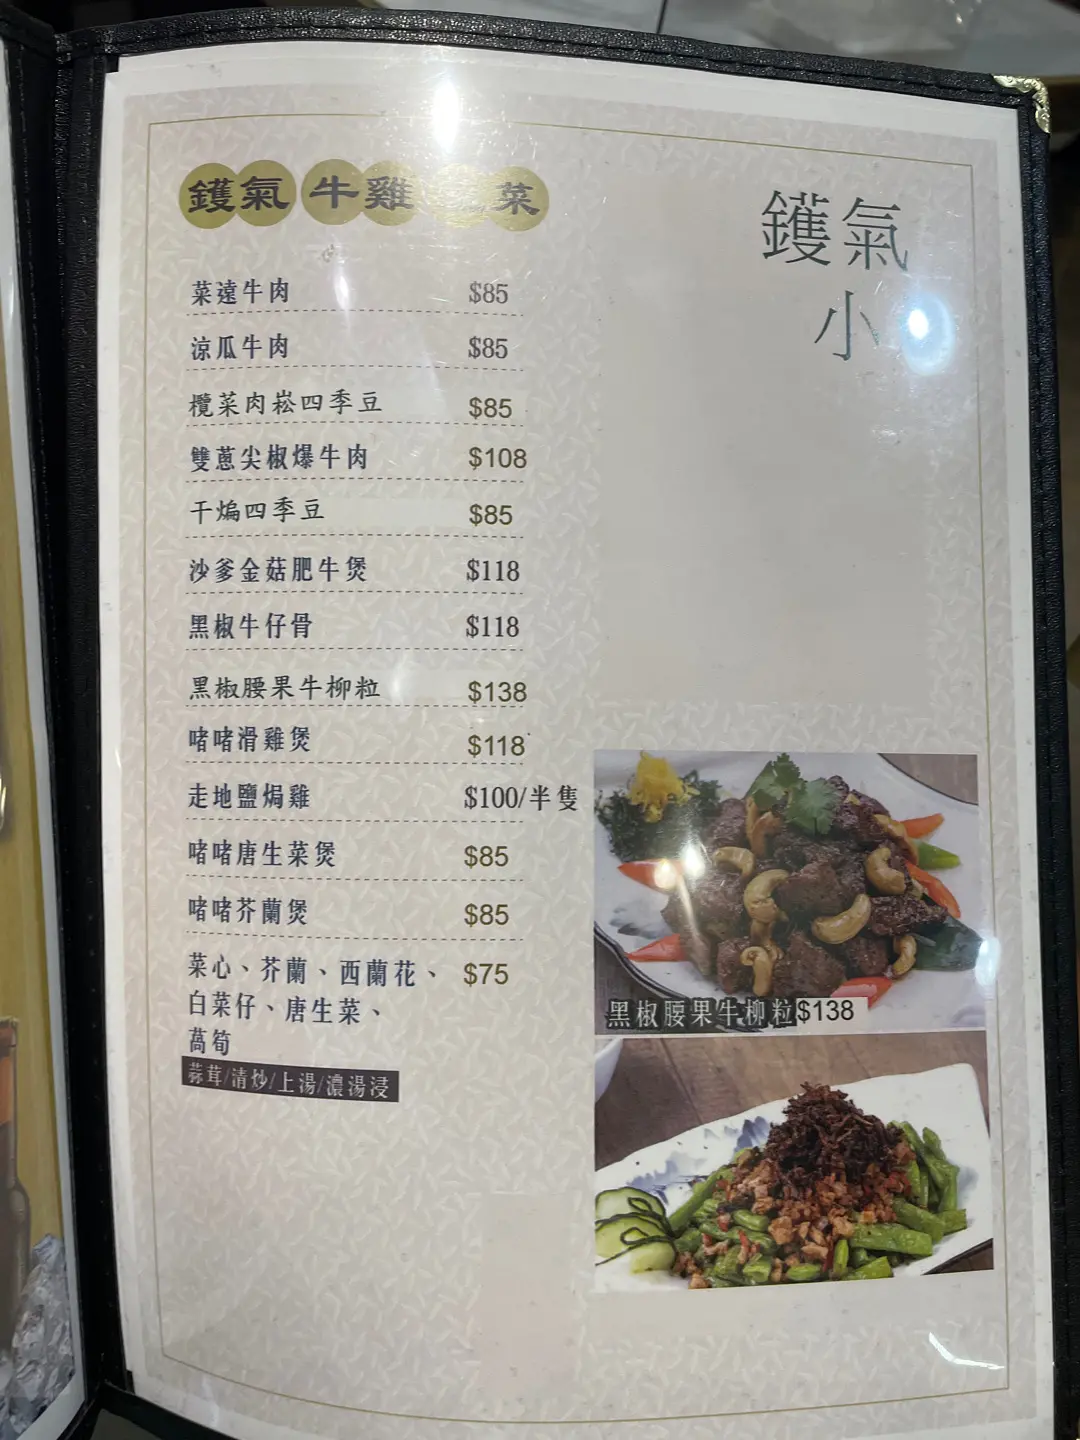 鑊氣 牛雞 菜
鑊氣
小
菜遠牛肉 $85
涼瓜牛肉 $85
欖菜肉崧四季豆 $85
雙蔥尖椒爆牛肉 $108
干煸四季豆 $85
沙爹金菇肥牛煲 $118
黑椒牛仔骨 $118
黑椒腰果牛柳粒 $138
啫啫滑雞煲 $118
走地鹽焗雞 $100/半隻
啫啫唐生菜煲 $85
啫啫芥蘭煲 $85
菜心、芥蘭、西蘭花、 $75
白菜仔、唐生菜、
萵筍
蒜茸/清炒/上湯/濃湯浸
黑椒腰果牛柳粒$138